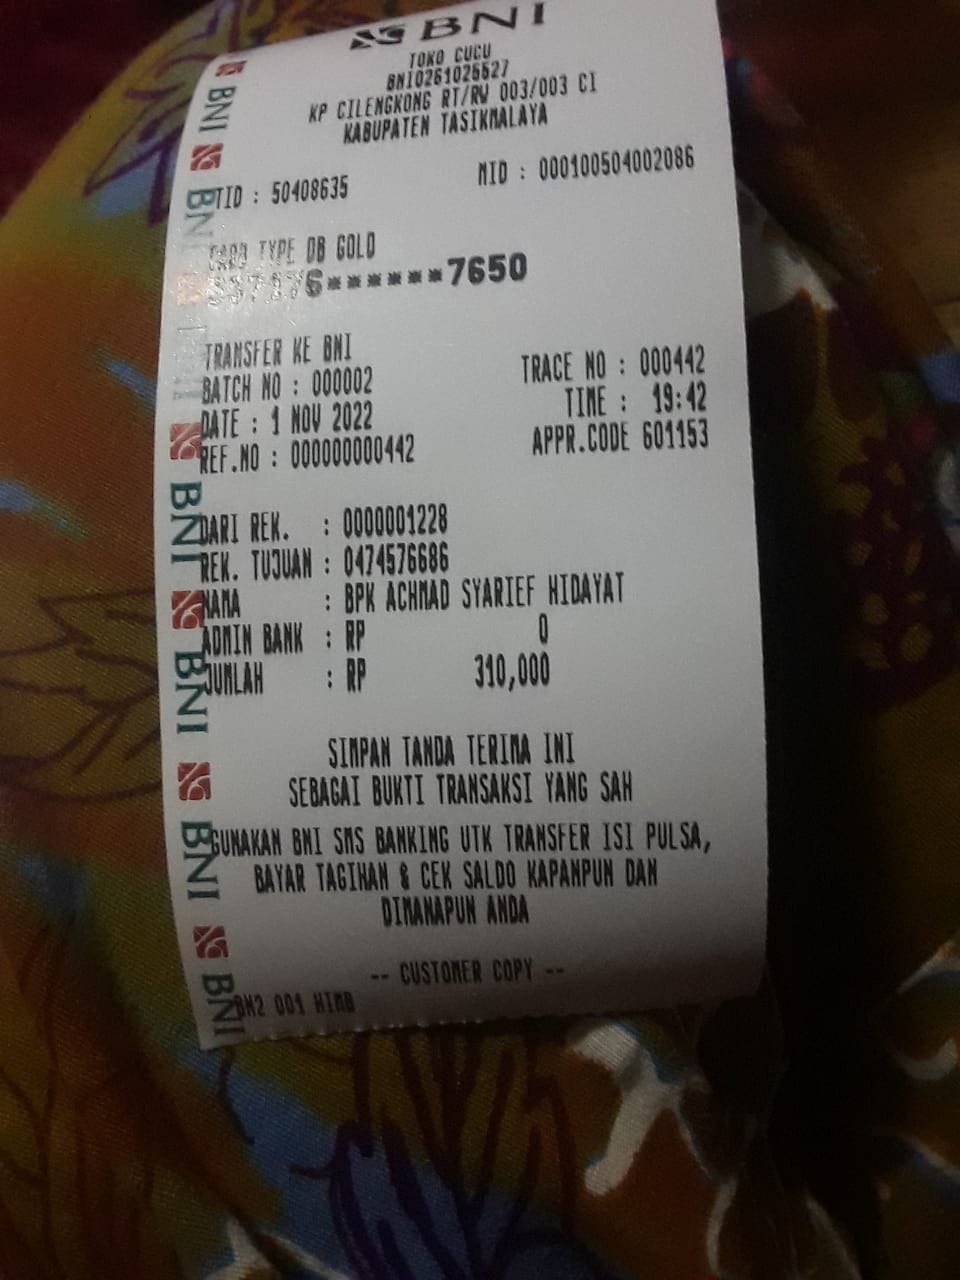 BNI
TOKO CUCU
BNI0261025527
KP CILENGKONG RT/RW 003/003 CI
KABUPATEN TASIKMALAYA
TID : 50408635 MID : 000100504002086
CARD TYPE DB GOLD
******7650
TRANSFER KE BNI
BATCH NO : 000002 TRACE NO : 000442
DATE : 1 NOV 2022 TIME : 19:42
REF.NO : 000000000442 APPR.CODE 601153
DARI REK. : 0000001228
REK. TUJUAN : 0474576686
NAMA : BPK ACHMAD SYARIEF HIDAYAT
ADMIN BANK : RP 0
JUMLAH : RP 310,000
SIMPAN TANDA TERIMA INI
SEBAGAI BUKTI TRANSAKSI YANG SAH
GUNAKAN BNI SMS BANKING UTK TRANSFER ISI PULSA,
BAYAR TAGIHAN & CEK SALDO KAPANPUN DAN
DIMANAPUN ANDA
-- CUSTOMER COPY --
BM2 001 HIMB
BNI
BNI
BNI
BNI
BNI
BNI